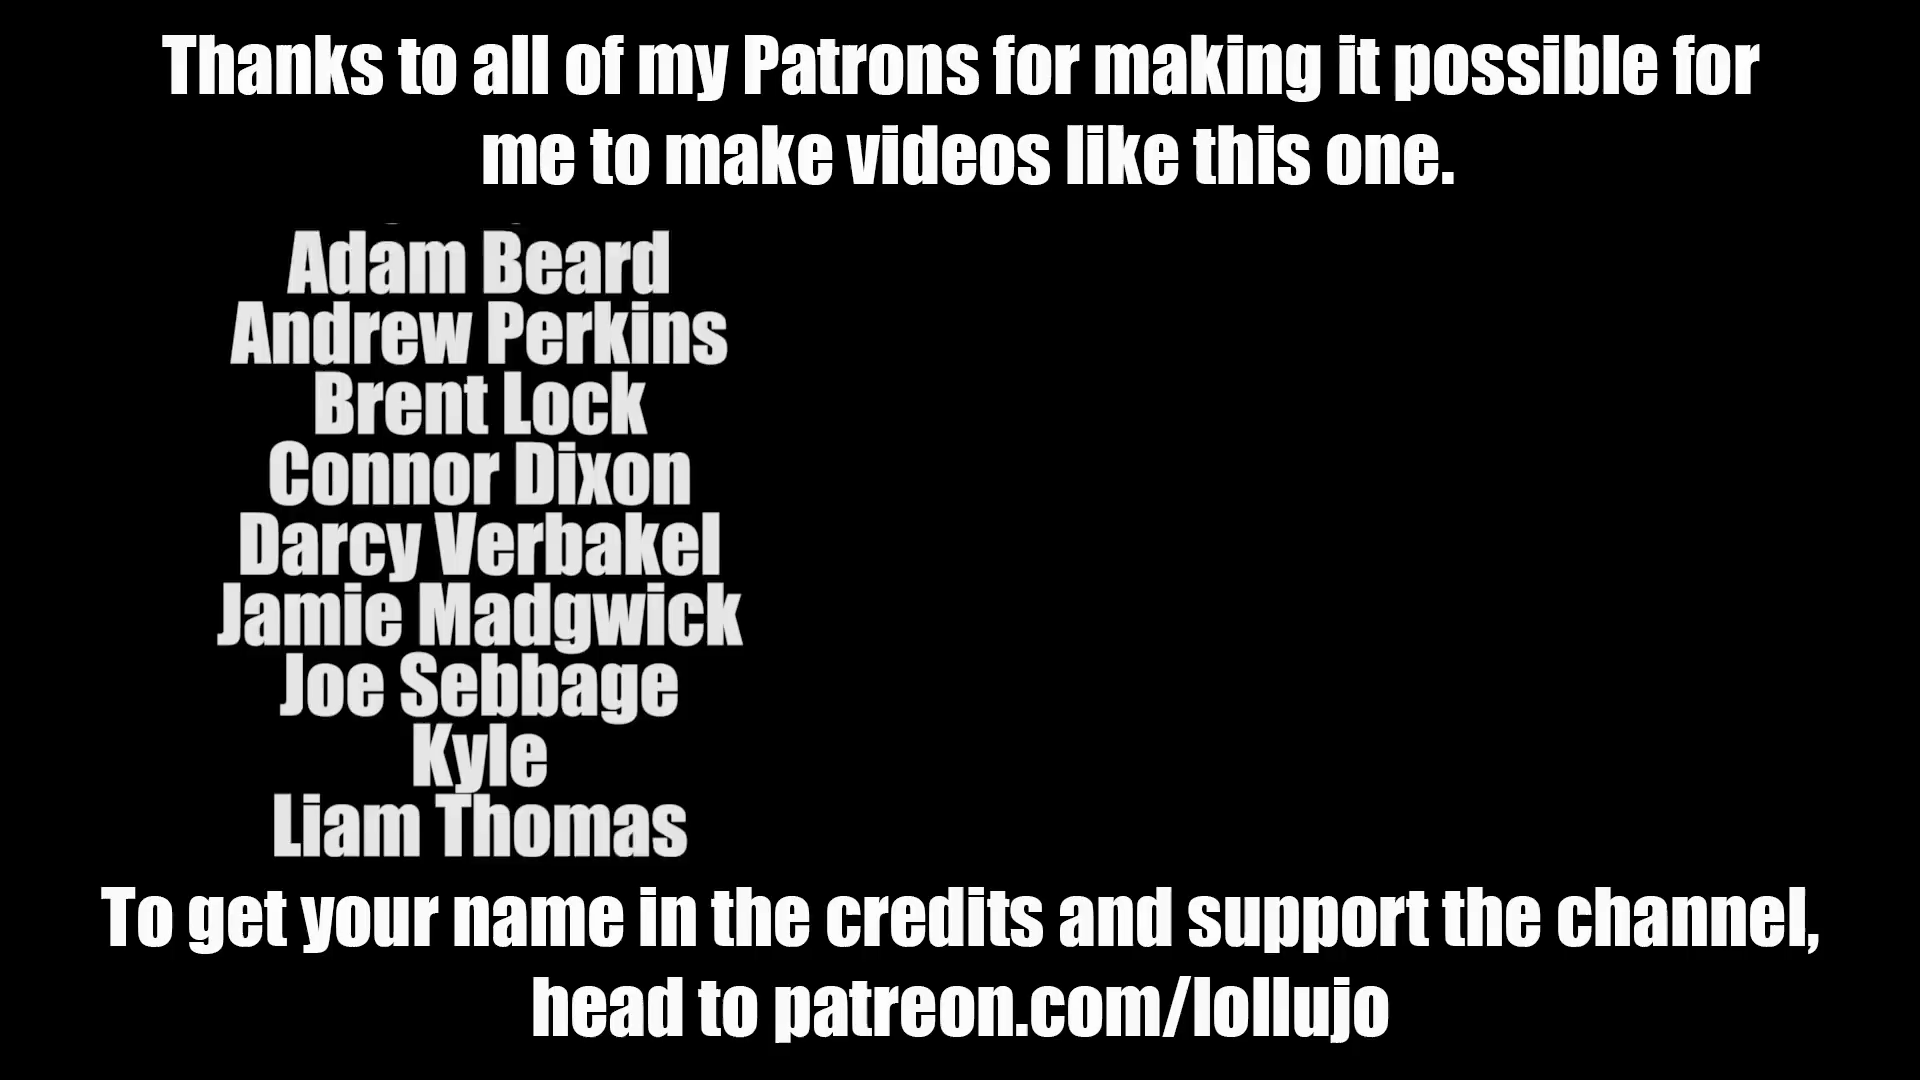 Thanks to all of my Patrons for making it possible for
me to make videos like this one.
Adam Beard
Andrew Perkins
Brent Lock
Connor Dixon
Darcy Verbakel
Jamie Madgwick
Joe Sebbage
Kyle
Liam Thomas
To get your name in the credits and support the channel,
head to patreon.com/lollujo